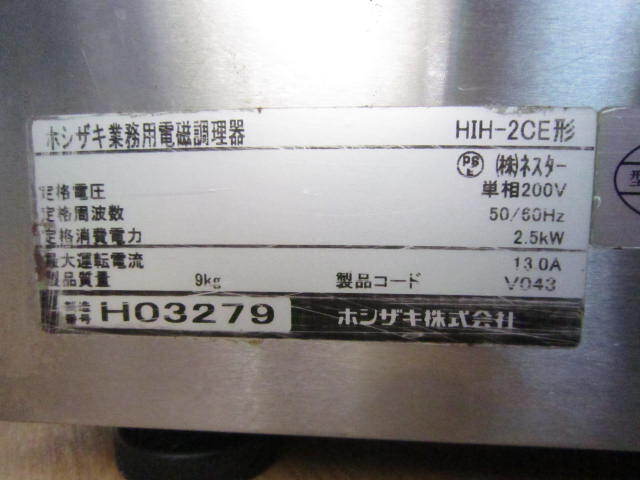 ホシザキ業務用電磁調理器 HIH-2CE形
PS E (株)ネスター
定格電圧 単相200V
定格周波数 50/60Hz
定格消費電力 2.5kW
最大運転電流 13.0A
製品質量 9kg 製品コード V043
製造番号 H03279 ホシザキ株式会社
型